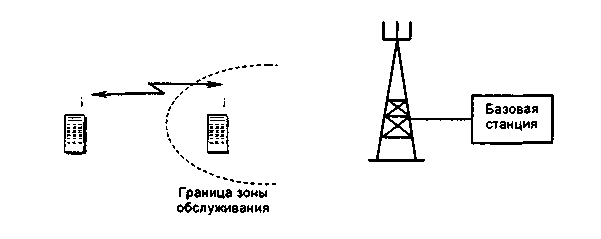 Базовая
станция
Граница зоны
обслуживания